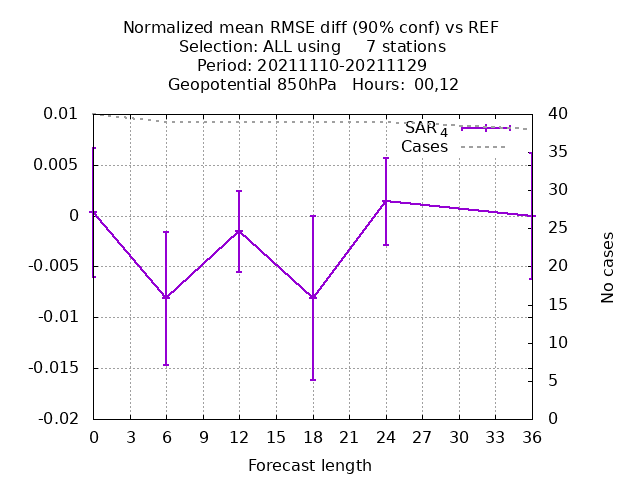 Normalized mean RMSE diff (90% conf) vs REF
Selection: ALL using     7 stations
Period: 20211110-20211129
Geopotential 850hPa   Hours:  00,12
0.01
0.005
0
-0.005
-0.01
-0.015
-0.02
SAR4
Cases
40
35
30
25
20
15
10
5
0
No cases
0 3 6 9 12 15 18 21 24 27 30 33 36
Forecast length